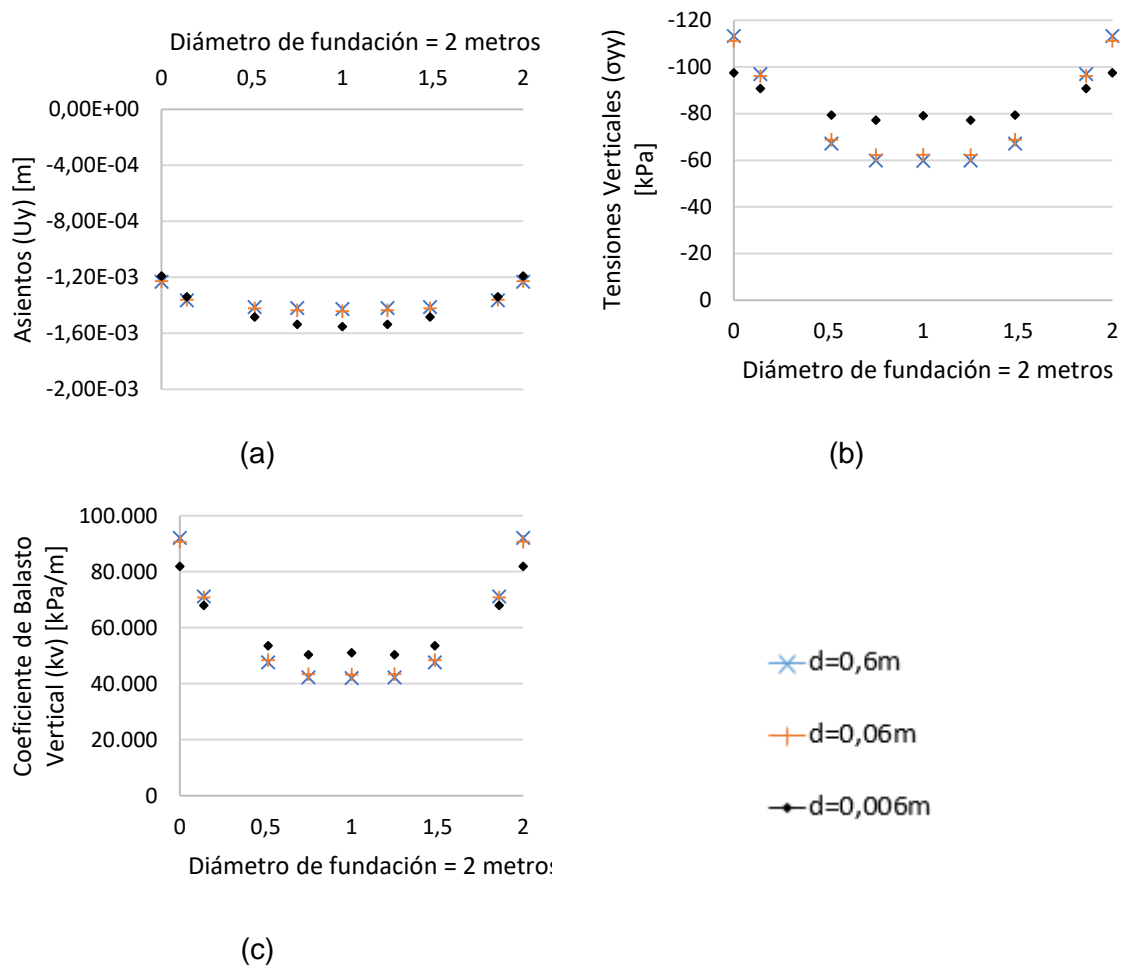 Diámetro de fundación = 2 metros
0 0,5 1 1,5 2
0,00E+00
-4,00E-04
-8,00E-04
-1,20E-03
-1,60E-03
-2,00E-03
Asientos (Uy) [m]
(a)
-120
-100
-80
-60
-40
-20
0
Tensiones Verticales (σyy)
[kPa]
0 0,5 1 1,5 2
Diámetro de fundación = 2 metros
(b)
100.000
80.000
60.000
40.000
20.000
0
Coeficiente de Balasto
Vertical (kv) [kPa/m]
0 0,5 1 1,5 2
Diámetro de fundación = 2 metros
(c)
d=0,6m
d=0,06m
d=0,006m